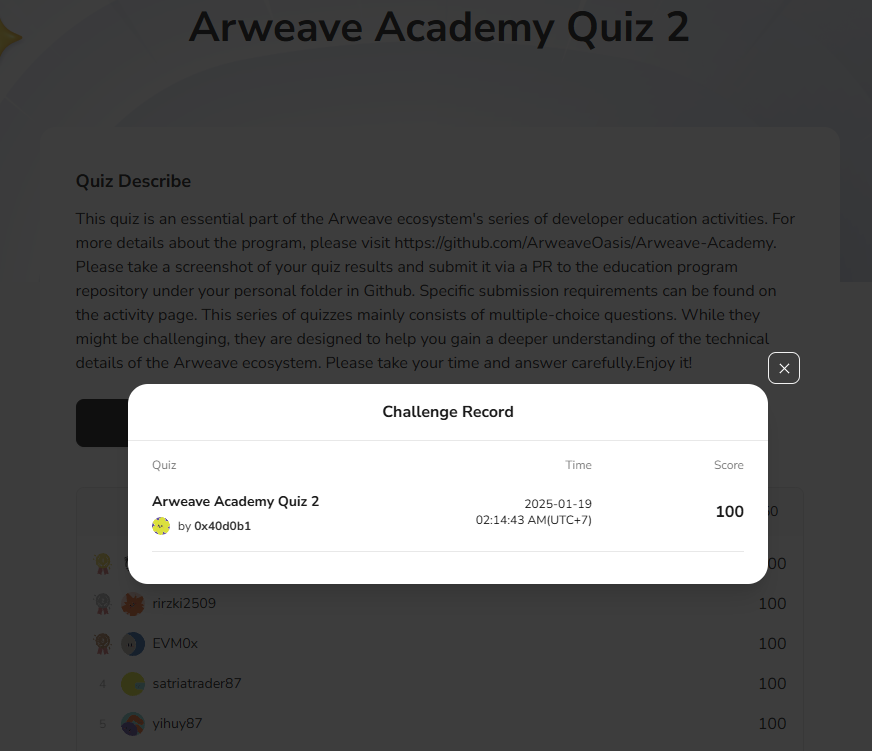 Arweave Academy Quiz 2
Quiz Describe
This quiz is an essential part of the Arweave ecosystem's series of developer education activities. For
more details about the program, please visit https://github.com/ArweaveOasis/Arweave-Academy.
Please take a screenshot of your quiz results and submit it via a PR to the education program
repository under your personal folder in Github. Specific submission requirements can be found on
the activity page. This series of quizzes mainly consists of multiple-choice questions. While they
might be challenging, they are designed to help you gain a deeper understanding of the technical
details of the Arweave ecosystem. Please take your time and answer carefully.Enjoy it!
Challenge Record
Quiz Time Score
Arweave Academy Quiz 2
by 0x40d0b1
2025-01-19
02:14:43 AM(UTC+7)
100
rirzki2509 100
EVM0x 100
4 satriatrader87 100
5 yihuy87 100